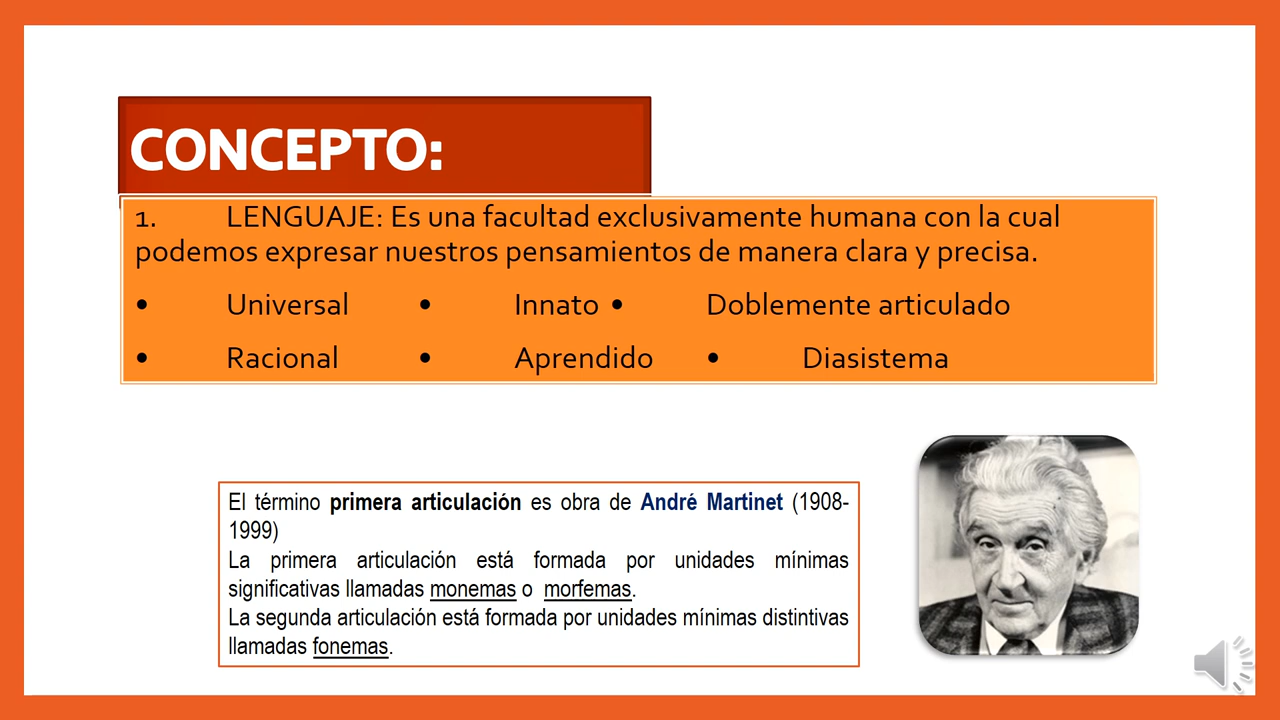 CONCEPTO:
1. LENGUAJE: Es una facultad exclusivamente humana con la cual
podemos expresar nuestros pensamientos de manera clara y precisa.
• Universal • Innato • Doblemente articulado
• Racional • Aprendido • Diasistema
El término primera articulación es obra de André Martinet (1908-
1999)
La primera articulación está formada por unidades mínimas
significativas llamadas monemas o morfemas.
La segunda articulación está formada por unidades mínimas distintivas
llamadas fonemas.